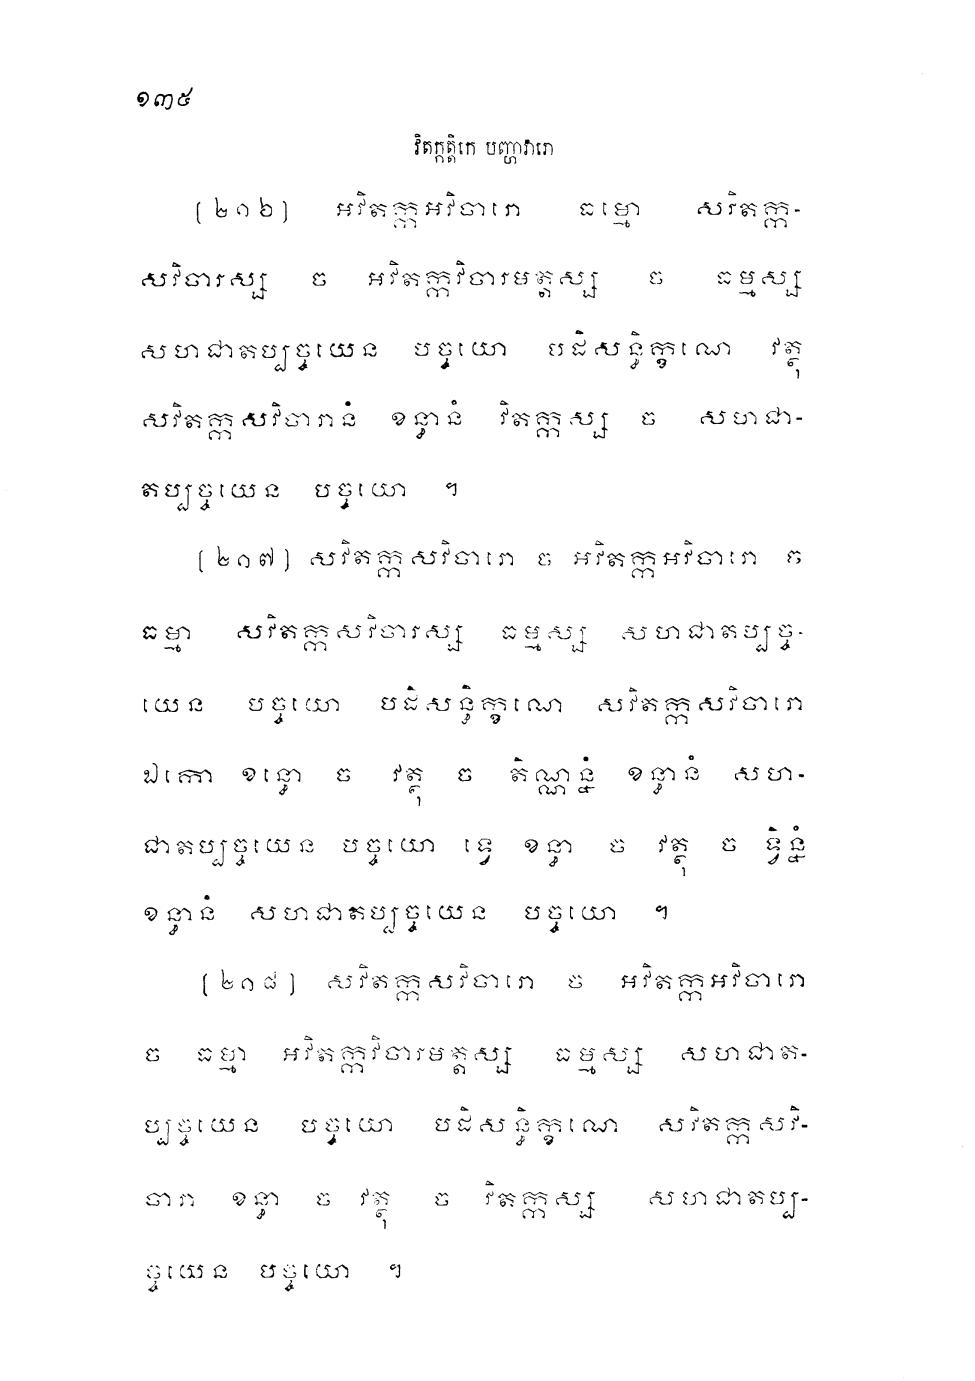 ១៣៥
វិតក្កត្តិកេ បញ្ហាវារោ
[២១៦] អវិតក្កអវិចារោ ធម្មោ សវិតក្ក-
សវិចារស្ស ច អវិតក្កវិចារមត្តស្ស ច ធម្មស្ស
សហជាតប្បច្ចយេន បច្ចយោ បដិសន្ធិក្ខណេ វត្ថុ
សវិតក្កសវិចារានំ ខន្ធានំ វិតក្កស្ស ច សហជា-
តប្បច្ចយេន បច្ចយោ ។
[២១៧] សវិតក្កសវិចារោ ច អវិតក្កអវិចារោ ច
ធម្មា សវិតក្កសវិចារស្ស ធម្មស្ស សហជាតប្បច្ច-
យេន បច្ចយោ បដិសន្ធិក្ខណេ សវិតក្កសវិចារោ
ឯកោ ខន្ធោ ច វត្ថុ ច តិណ្ណន្នំ ខន្ធានំ សហ-
ជាតប្បច្ចយេន បច្ចយោ ទ្វេ ខន្ធា ច វត្ថុ ច ទ្វិន្នំ
ខន្ធានំ សហជាតប្បច្ចយេន បច្ចយោ ។
[២១៨] សវិតក្កសវិចារោ ច អវិតក្កអវិចារោ
ច ធម្មា អវិតក្កវិចារមត្តស្ស ធម្មស្ស សហជាត-
ប្បច្ចយេន បច្ចយោ បដិសន្ធិក្ខណេ សវិតក្កសវិ-
ចារា ខន្ធា ច វត្ថុ ច វិតក្កស្ស សហជាតប្ប-
ច្ចយេន បច្ចយោ ។